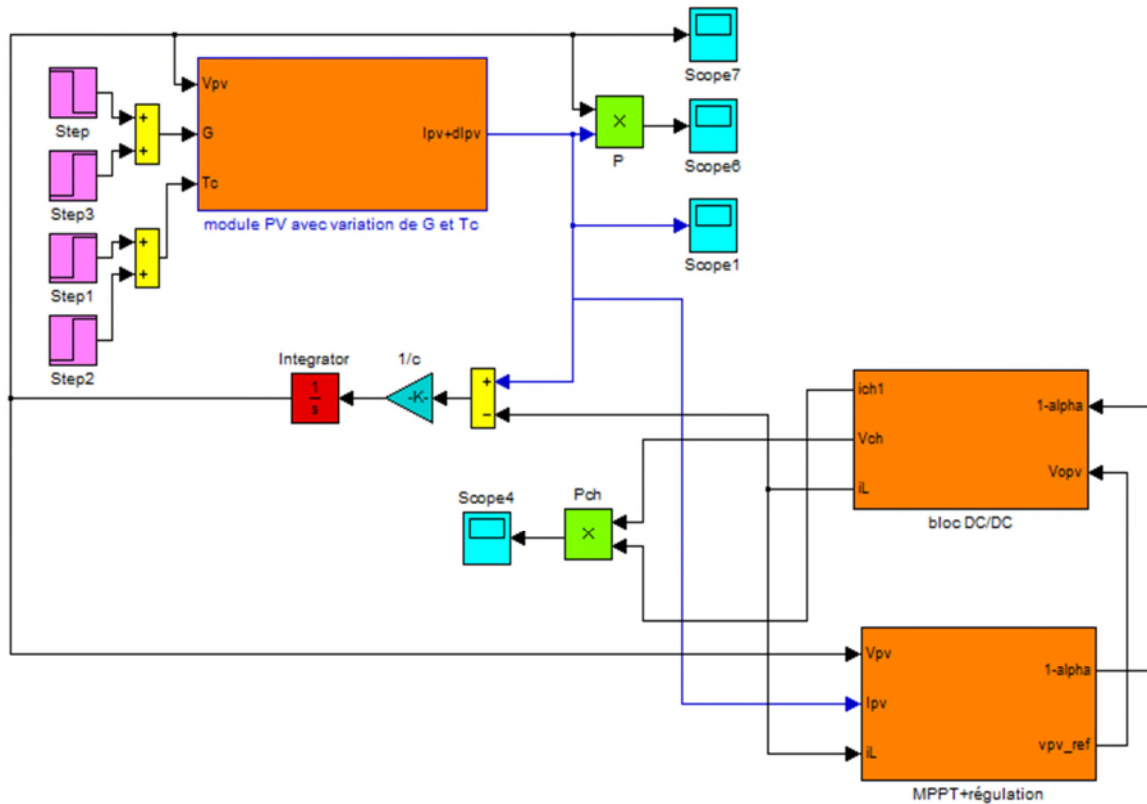 Scope7
Vpv
Step
G
Ipv+dIpv
×
P
Scope6
Step3
Tc
module PV avec variation de G et Tc
Step1
Scope1
Step2
Integrator
1/c
1
s
-K-
+
−
+
+
+
+
ich1
1-alpha
Vch
Vopv
iL
bloc DC/DC
Scope4
Pch
×
Vpv
1-alpha
Ipv
iL
vpv_ref
MPPT+régulation